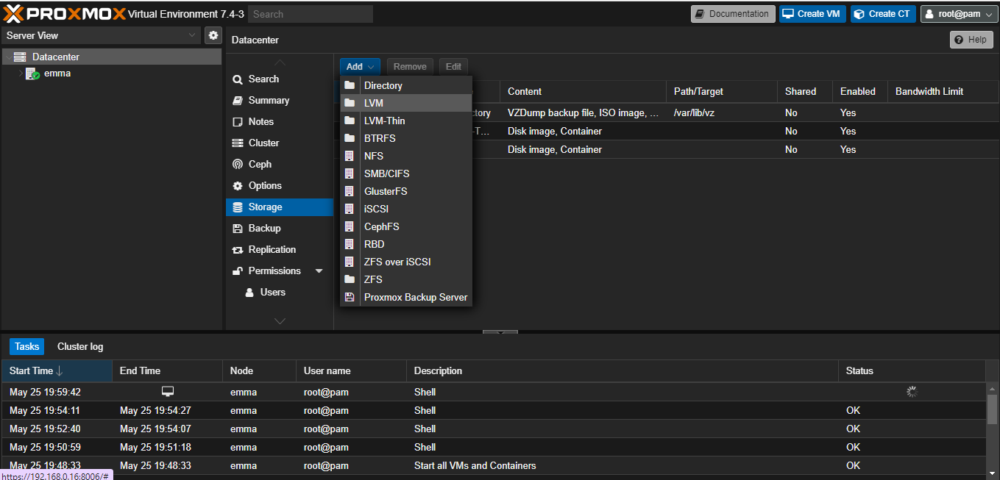 PROXMOX Virtual Environment 7.4-3 Search Documentation Create VM Create CT root@pam
Server View
Datacenter
emma
Datacenter Help
Search
Summary
Notes
Cluster
Ceph
Options
Storage
Backup
Replication
Permissions
Users
Add Remove Edit
Directory
LVM
LVM-Thin
BTRFS
NFS
SMB/CIFS
GlusterFS
iSCSI
CephFS
RBD
ZFS over iSCSI
ZFS
Proxmox Backup Server
Content Path/Target Shared Enabled Bandwidth Limit
VZDump backup file, ISO image, ... /var/lib/vz No Yes
Disk image, Container No Yes
Disk image, Container No Yes
Tasks Cluster log
Start Time End Time Node User name Description Status
May 25 19:59:42 emma root@pam Shell
May 25 19:54:11 May 25 19:54:27 emma root@pam Shell OK
May 25 19:52:40 May 25 19:54:07 emma root@pam Shell OK
May 25 19:50:59 May 25 19:51:18 emma root@pam Shell OK
May 25 19:48:33 May 25 19:48:33 emma root@pam Start all VMs and Containers OK
https://192.168.0.16:8006/#